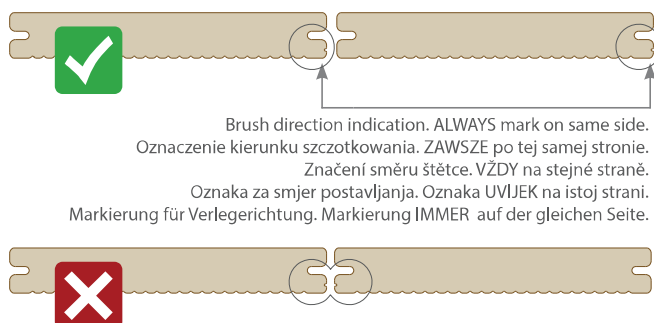 Brush direction indication. ALWAYS mark on same side.
Oznaczenie kierunku szczotkowania. ZAWSZE po tej samej stronie.
Značení směru štětce. VŽDY na stejné straně.
Oznaka za smjer postavljanja. Oznaka UVIJEK na istoj strani.
Markierung für Verlegerichtung. Markierung IMMER auf der gleichen Seite.